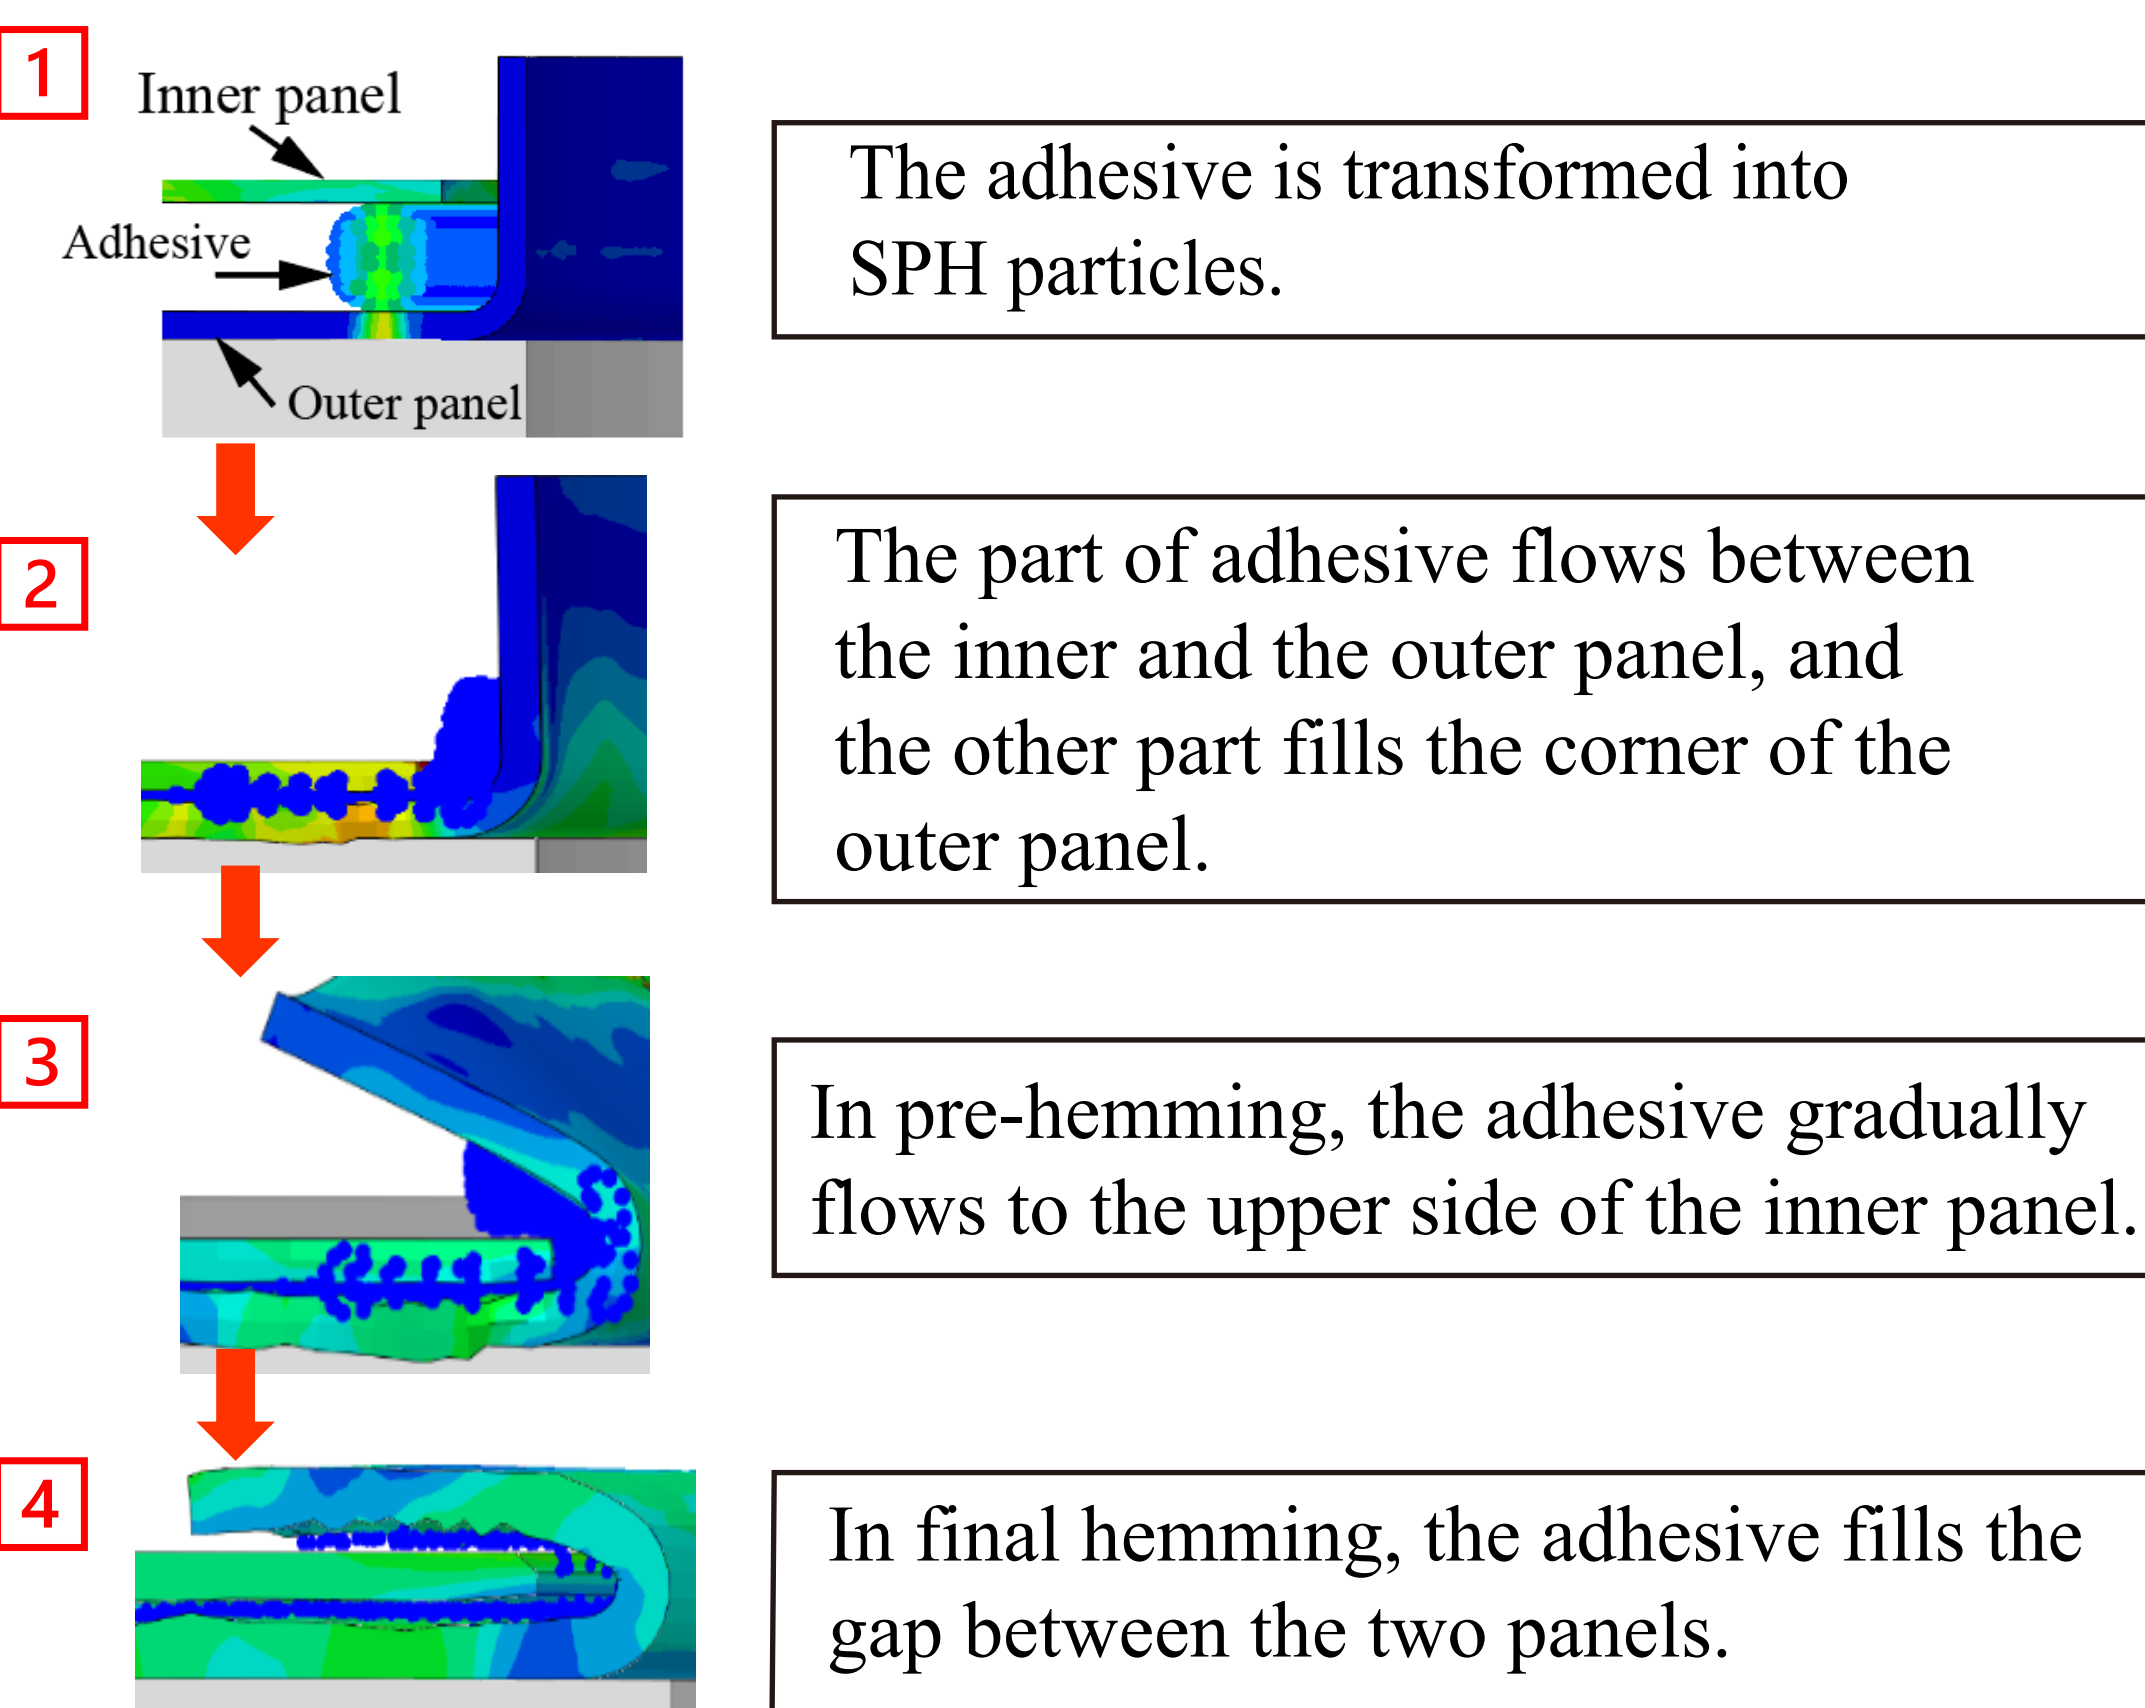 1
Inner panel
Adhesive
Outer panel
The adhesive is transformed into
SPH particles.
2
The part of adhesive flows between
the inner and the outer panel, and
the other part fills the corner of the
outer panel.
3
In pre-hemming, the adhesive gradually
flows to the upper side of the inner panel.
4
In final hemming, the adhesive fills the
gap between the two panels.